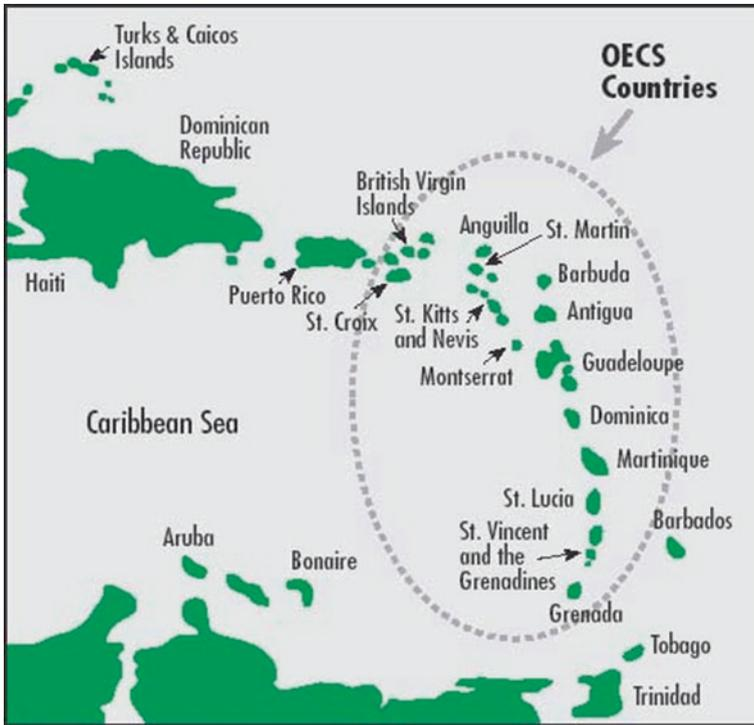 Turks & Caicos
Islands
OECS
Countries
Dominican
Republic
British Virgin
Islands
Anguilla
St. Martin
Haiti
Puerto Rico
St. Croix
St. Kitts
and Nevis
Barbuda
Antigua
Montserrat
Guadeloupe
Caribbean Sea
Dominica
Martinique
St. Lucia
St. Vincent
and the
Grenadines
Barbados
Aruba
Bonaire
Grenada
Tobago
Trinidad